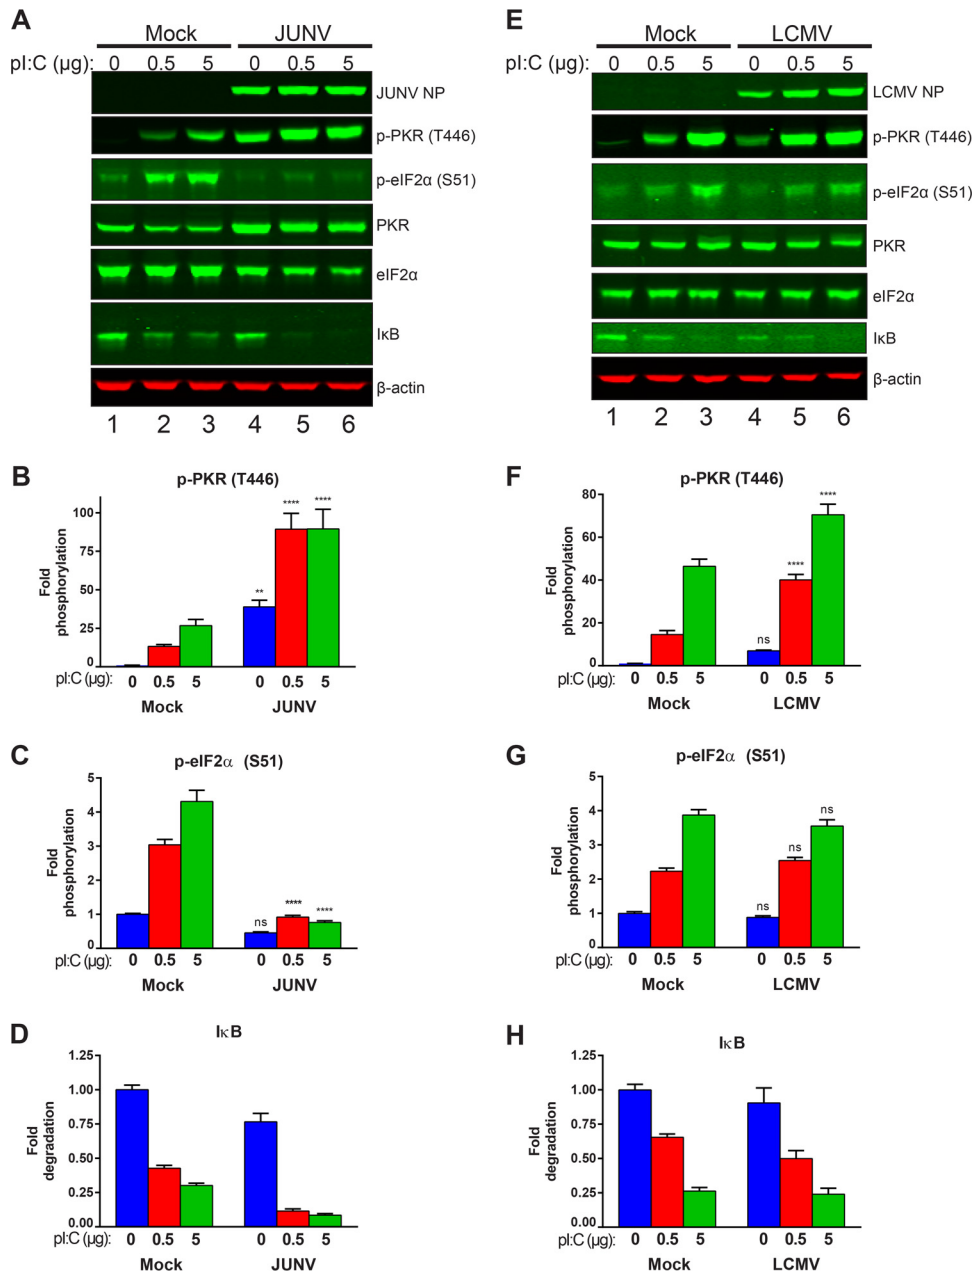 A
Mock JUNV
pI:C (µg): 0 0.5 5 0 0.5 5
JUNV NP
p-PKR (T446)
p-eIF2α (S51)
PKR
eIF2α
IκB
β-actin
1 2 3 4 5 6
E
Mock LCMV
pI:C (µg): 0 0.5 5 0 0.5 5
LCMV NP
p-PKR (T446)
p-eIF2α (S51)
PKR
eIF2α
IκB
β-actin
1 2 3 4 5 6
B
p-PKR (T446)
Fold
phosphorylation
100
75
50
25
0
** **** ****
pI:C (µg): 0 0.5 5 0 0.5 5
Mock JUNV
F
p-PKR (T446)
Fold
phosphorylation
80
60
40
20
0
ns **** ****
pI:C (µg): 0 0.5 5 0 0.5 5
Mock LCMV
C
p-eIF2α (S51)
Fold
phosphorylation
5
4
3
2
1
0
ns **** ****
pI:C (µg): 0 0.5 5 0 0.5 5
Mock JUNV
G
p-eIF2α (S51)
Fold
phosphorylation
5
4
3
2
1
0
ns ns ns
pI:C (µg): 0 0.5 5 0 0.5 5
Mock LCMV
D
IκB
Fold
degradation
1.25
1.00
0.75
0.50
0.25
0.00
pI:C (µg): 0 0.5 5 0 0.5 5
Mock JUNV
H
IκB
Fold
degradation
1.25
1.00
0.75
0.50
0.25
0.00
pI:C (µg): 0 0.5 5 0 0.5 5
Mock LCMV